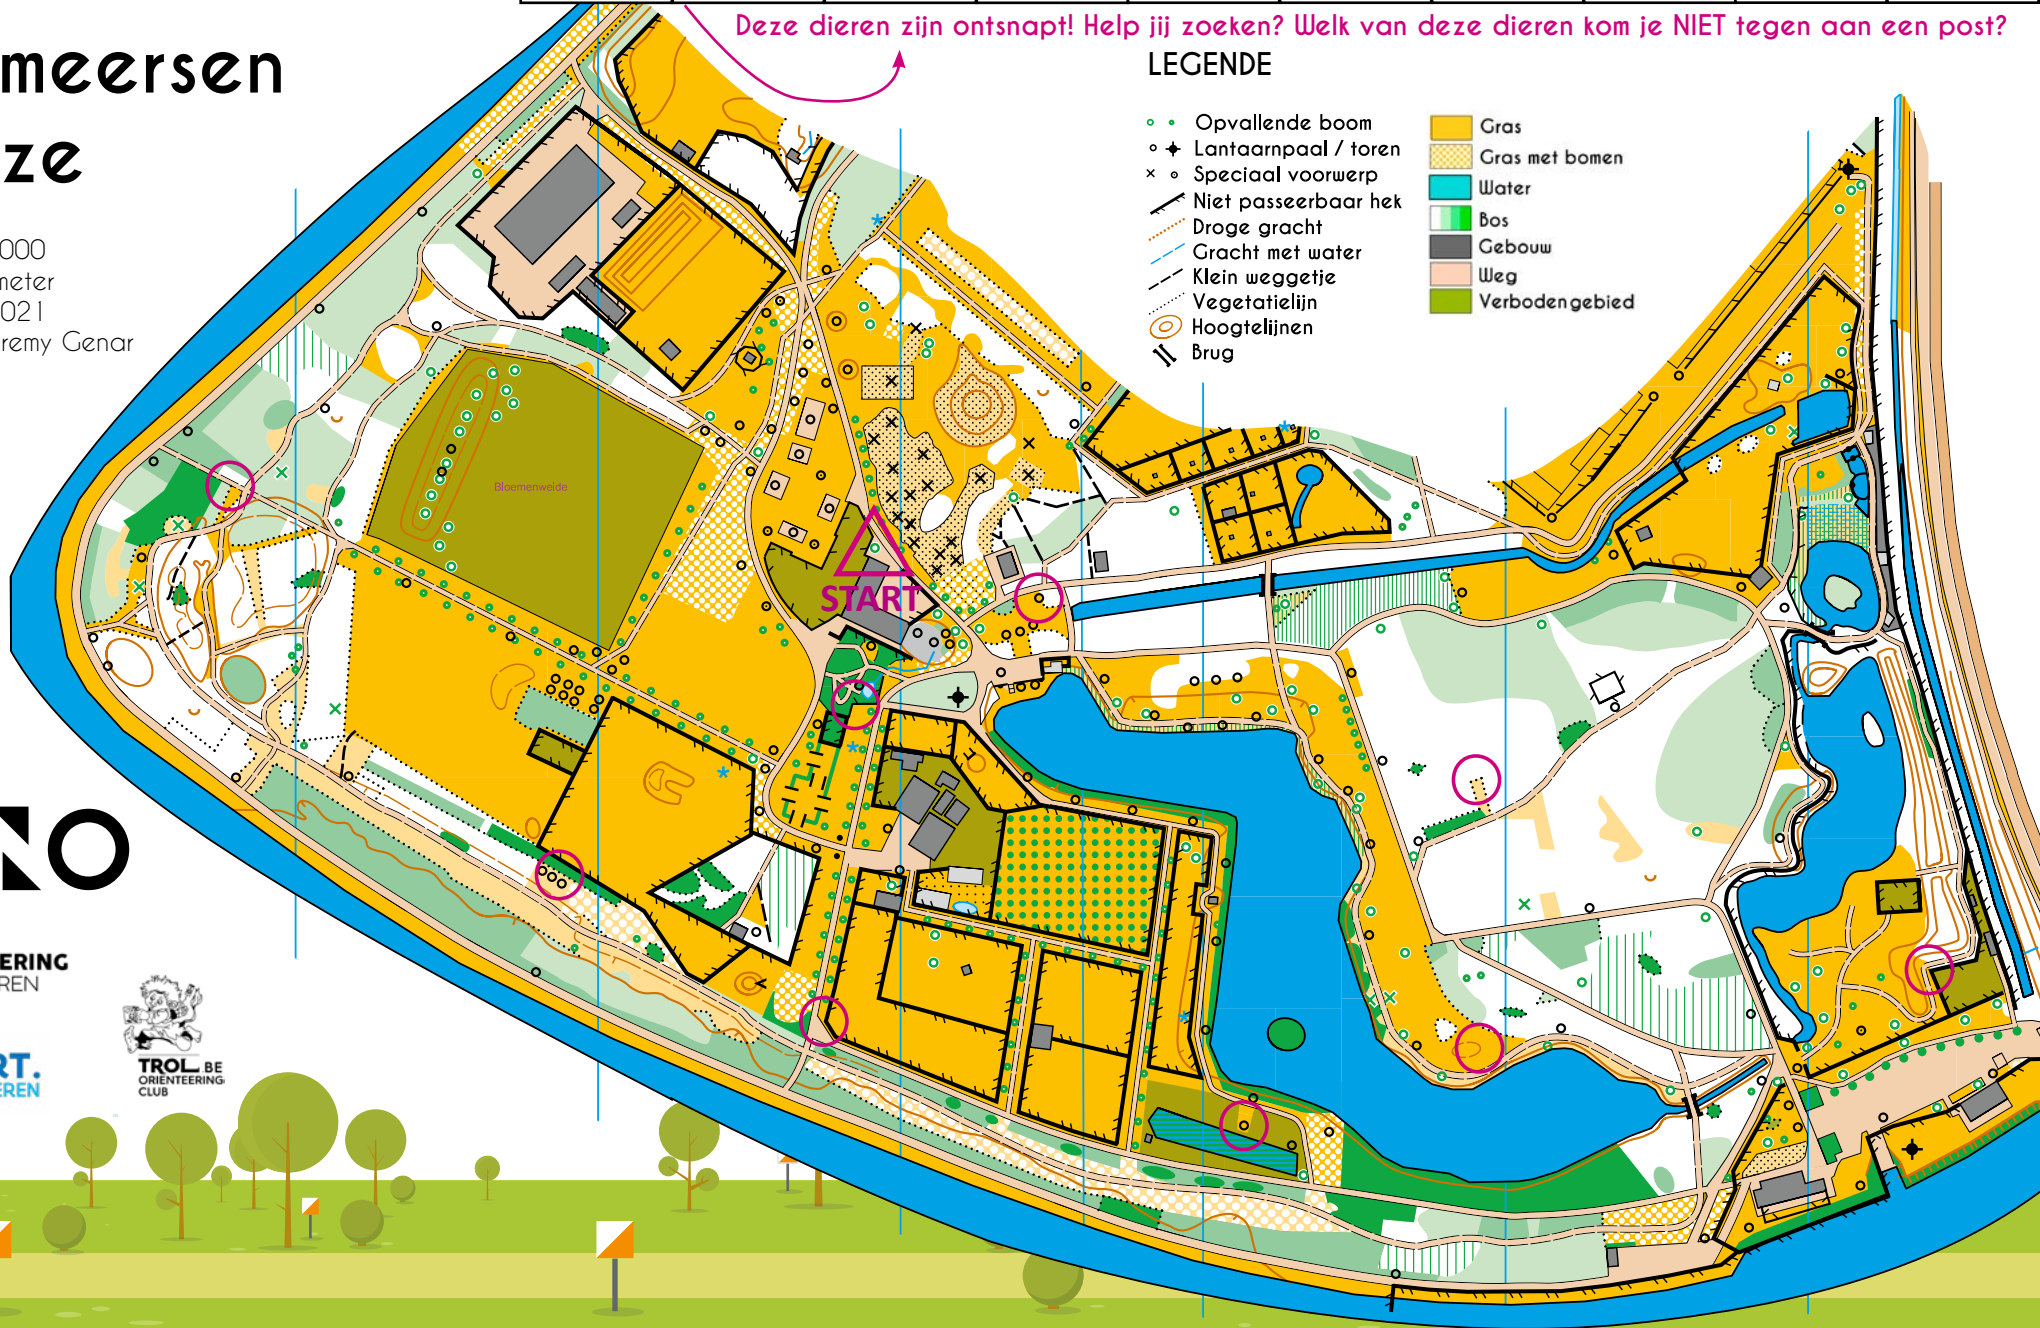 Deze dieren zijn ontsnapt! Help jij zoeken? Welk van deze dieren kom je NIET tegen aan een post?
meersen
ze
000
meter
021
remy Genar
LEGENDE
Opvallende boom
Lantaarnpaal / toren
Speciaal voorwerp
Niet passeerbaar hek
Droge gracht
Gracht met water
Klein weggetje
Vegetatielijn
Hoogtelijnen
Brug
Gras
Gras met bomen
Water
Bos
Gebouw
Weg
Verboden gebied
Bloemenweide
START
NO
ERING
REN
RT.
EREN
TROL.BE
ORIENTEERING
CLUB